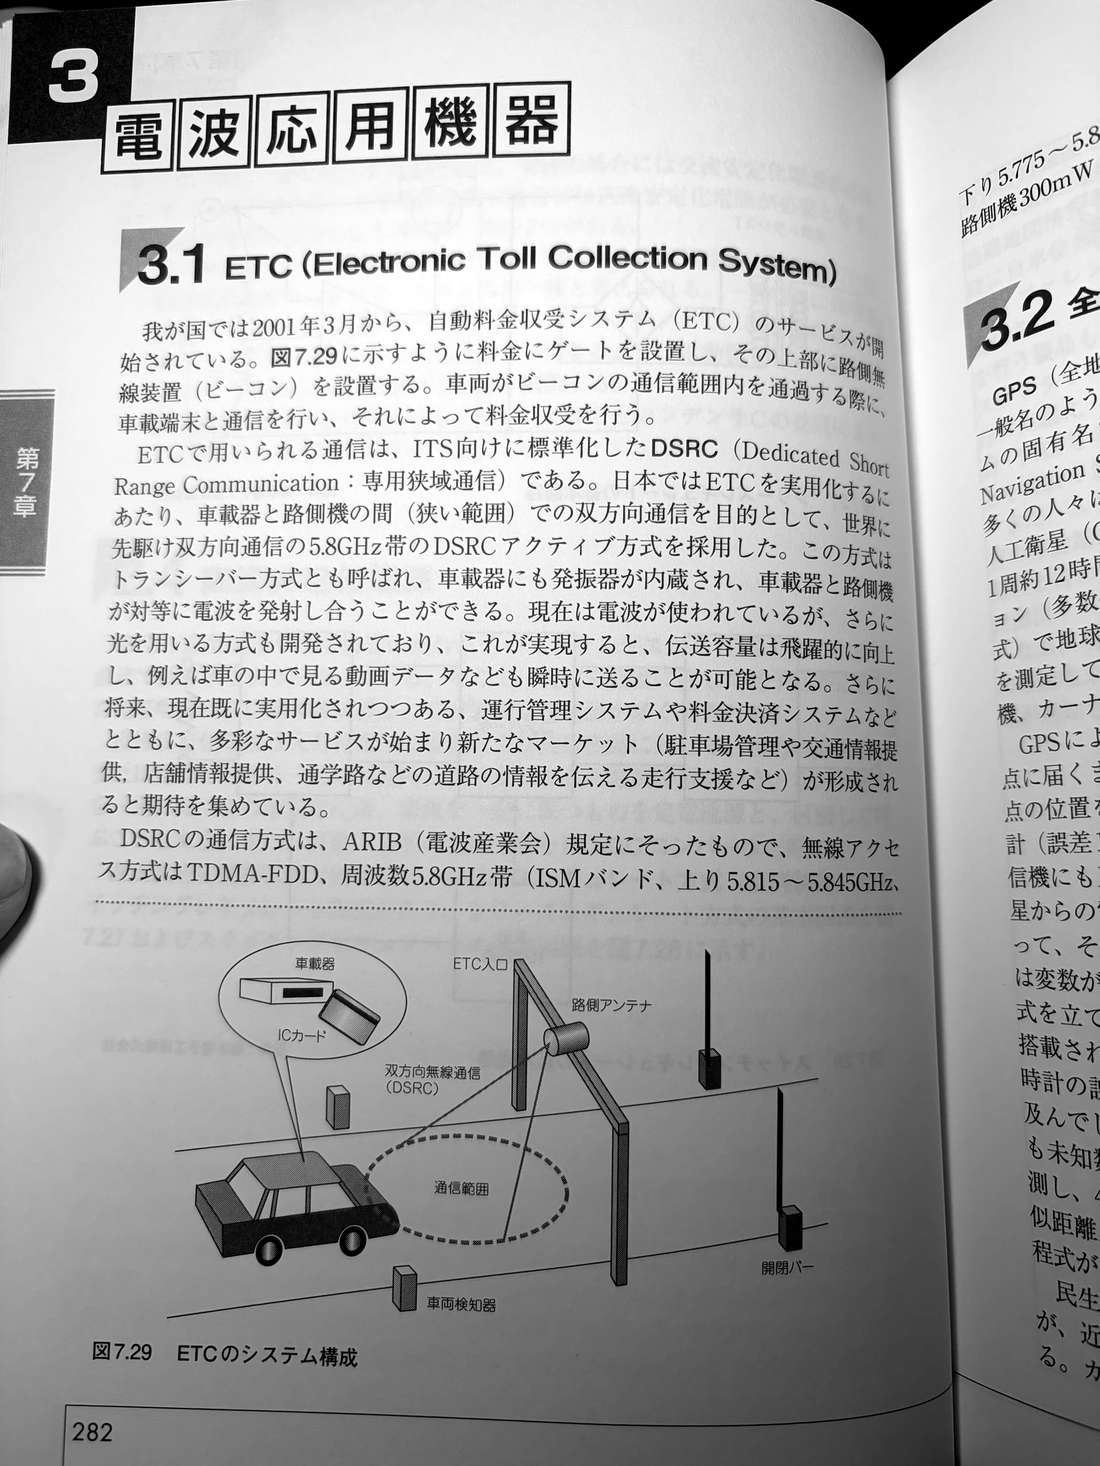 3
電波応用機器
3.1 ETC（Electronic Toll Collection System）
我が国では2001年3月から、自動料金収受システム（ETC）のサービスが開
始されている。図7.29に示すように料金にゲートを設置し、その上部に路側無
線装置（ビーコン）を設置する。車両がビーコンの通信範囲内を通過する際に、
車載端末と通信を行い、それによって料金収受を行う。
ETCで用いられる通信は、ITS向けに標準化したDSRC（Dedicated Short
Range Communication：専用狭域通信）である。日本ではETCを実用化するに
あたり、車載器と路側機の間（狭い範囲）での双方向通信を目的として、世界に
先駆け双方向通信の5.8GHz帯のDSRCアクティブ方式を採用した。この方式は
トランシーバー方式とも呼ばれ、車載器にも発振器が内蔵され、車載器と路側機
が対等に電波を発射し合うことができる。現在は電波が使われているが、さらに
光を用いる方式も開発されており、これが実現すると、伝送容量は飛躍的に向上
し、例えば車の中で見る動画データなども瞬時に送ることが可能となる。さらに
将来、現在既に実用化されつつある、運行管理システムや料金決済システムなど
とともに、多彩なサービスが始まり新たなマーケット（駐車場管理や交通情報提
供，店舗情報提供、通学路などの道路の情報を伝える走行支援など）が形成され
ると期待を集めている。
DSRCの通信方式は、ARIB（電波産業会）規定にそったもので、無線アクセ
ス方式はTDMA-FDD、周波数5.8GHz帯（ISMバンド、上り5.815～5.845GHz、
車載器
ICカード
ETC入口
路側アンテナ
双方向無線通信
（DSRC）
通信範囲
開閉バー
車両検知器
図7.29 ETCのシステム構成
282
第7章
下り5.775～5.8
路側機300mW
3.2 全
GPS（全地
一般名のよう
ムの固有名
Navigation S
多くの人々に
人工衛星（
1周約12時間
ョン（多数
式）で地球
を測定して
機、カーナ
GPSによ
点に届くま
点の位置を
計（誤差
信機にも
星からの
って、そ
は変数が
式を立て
搭載され
時計の誤
及んでし
も未知数
測し、4
似距離
程式が
民生
が、近
る。カ